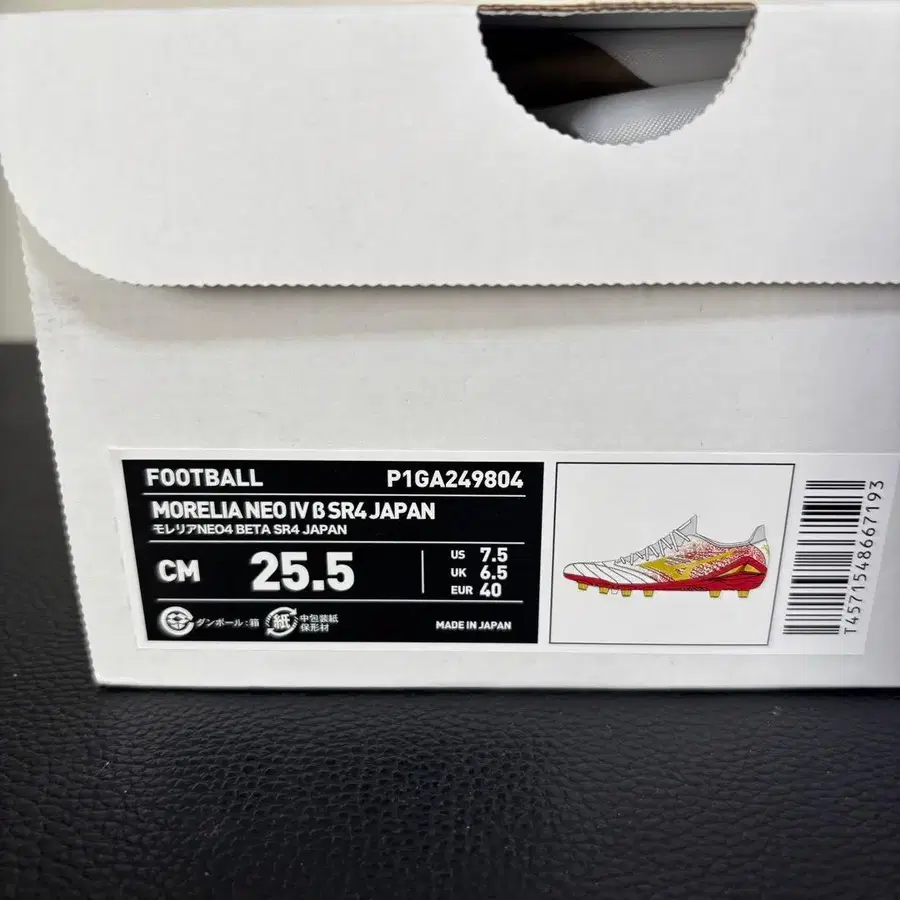 FOOTBALL P1GA249804
MORELIA NEO IV β SR4 JAPAN
モレリアNEO4 BETA SR4 JAPAN
CM 25.5
US 7.5
UK 6.5
EUR 40
ダンボール:箱
紙
中包装紙
保形材
MADE IN JAPAN
T4571548667193